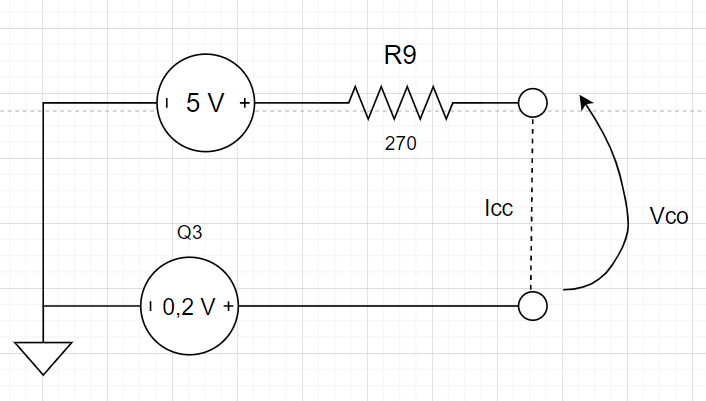 R9
I 5 V +
270
Icc
Vco
Q3
I 0,2 V +